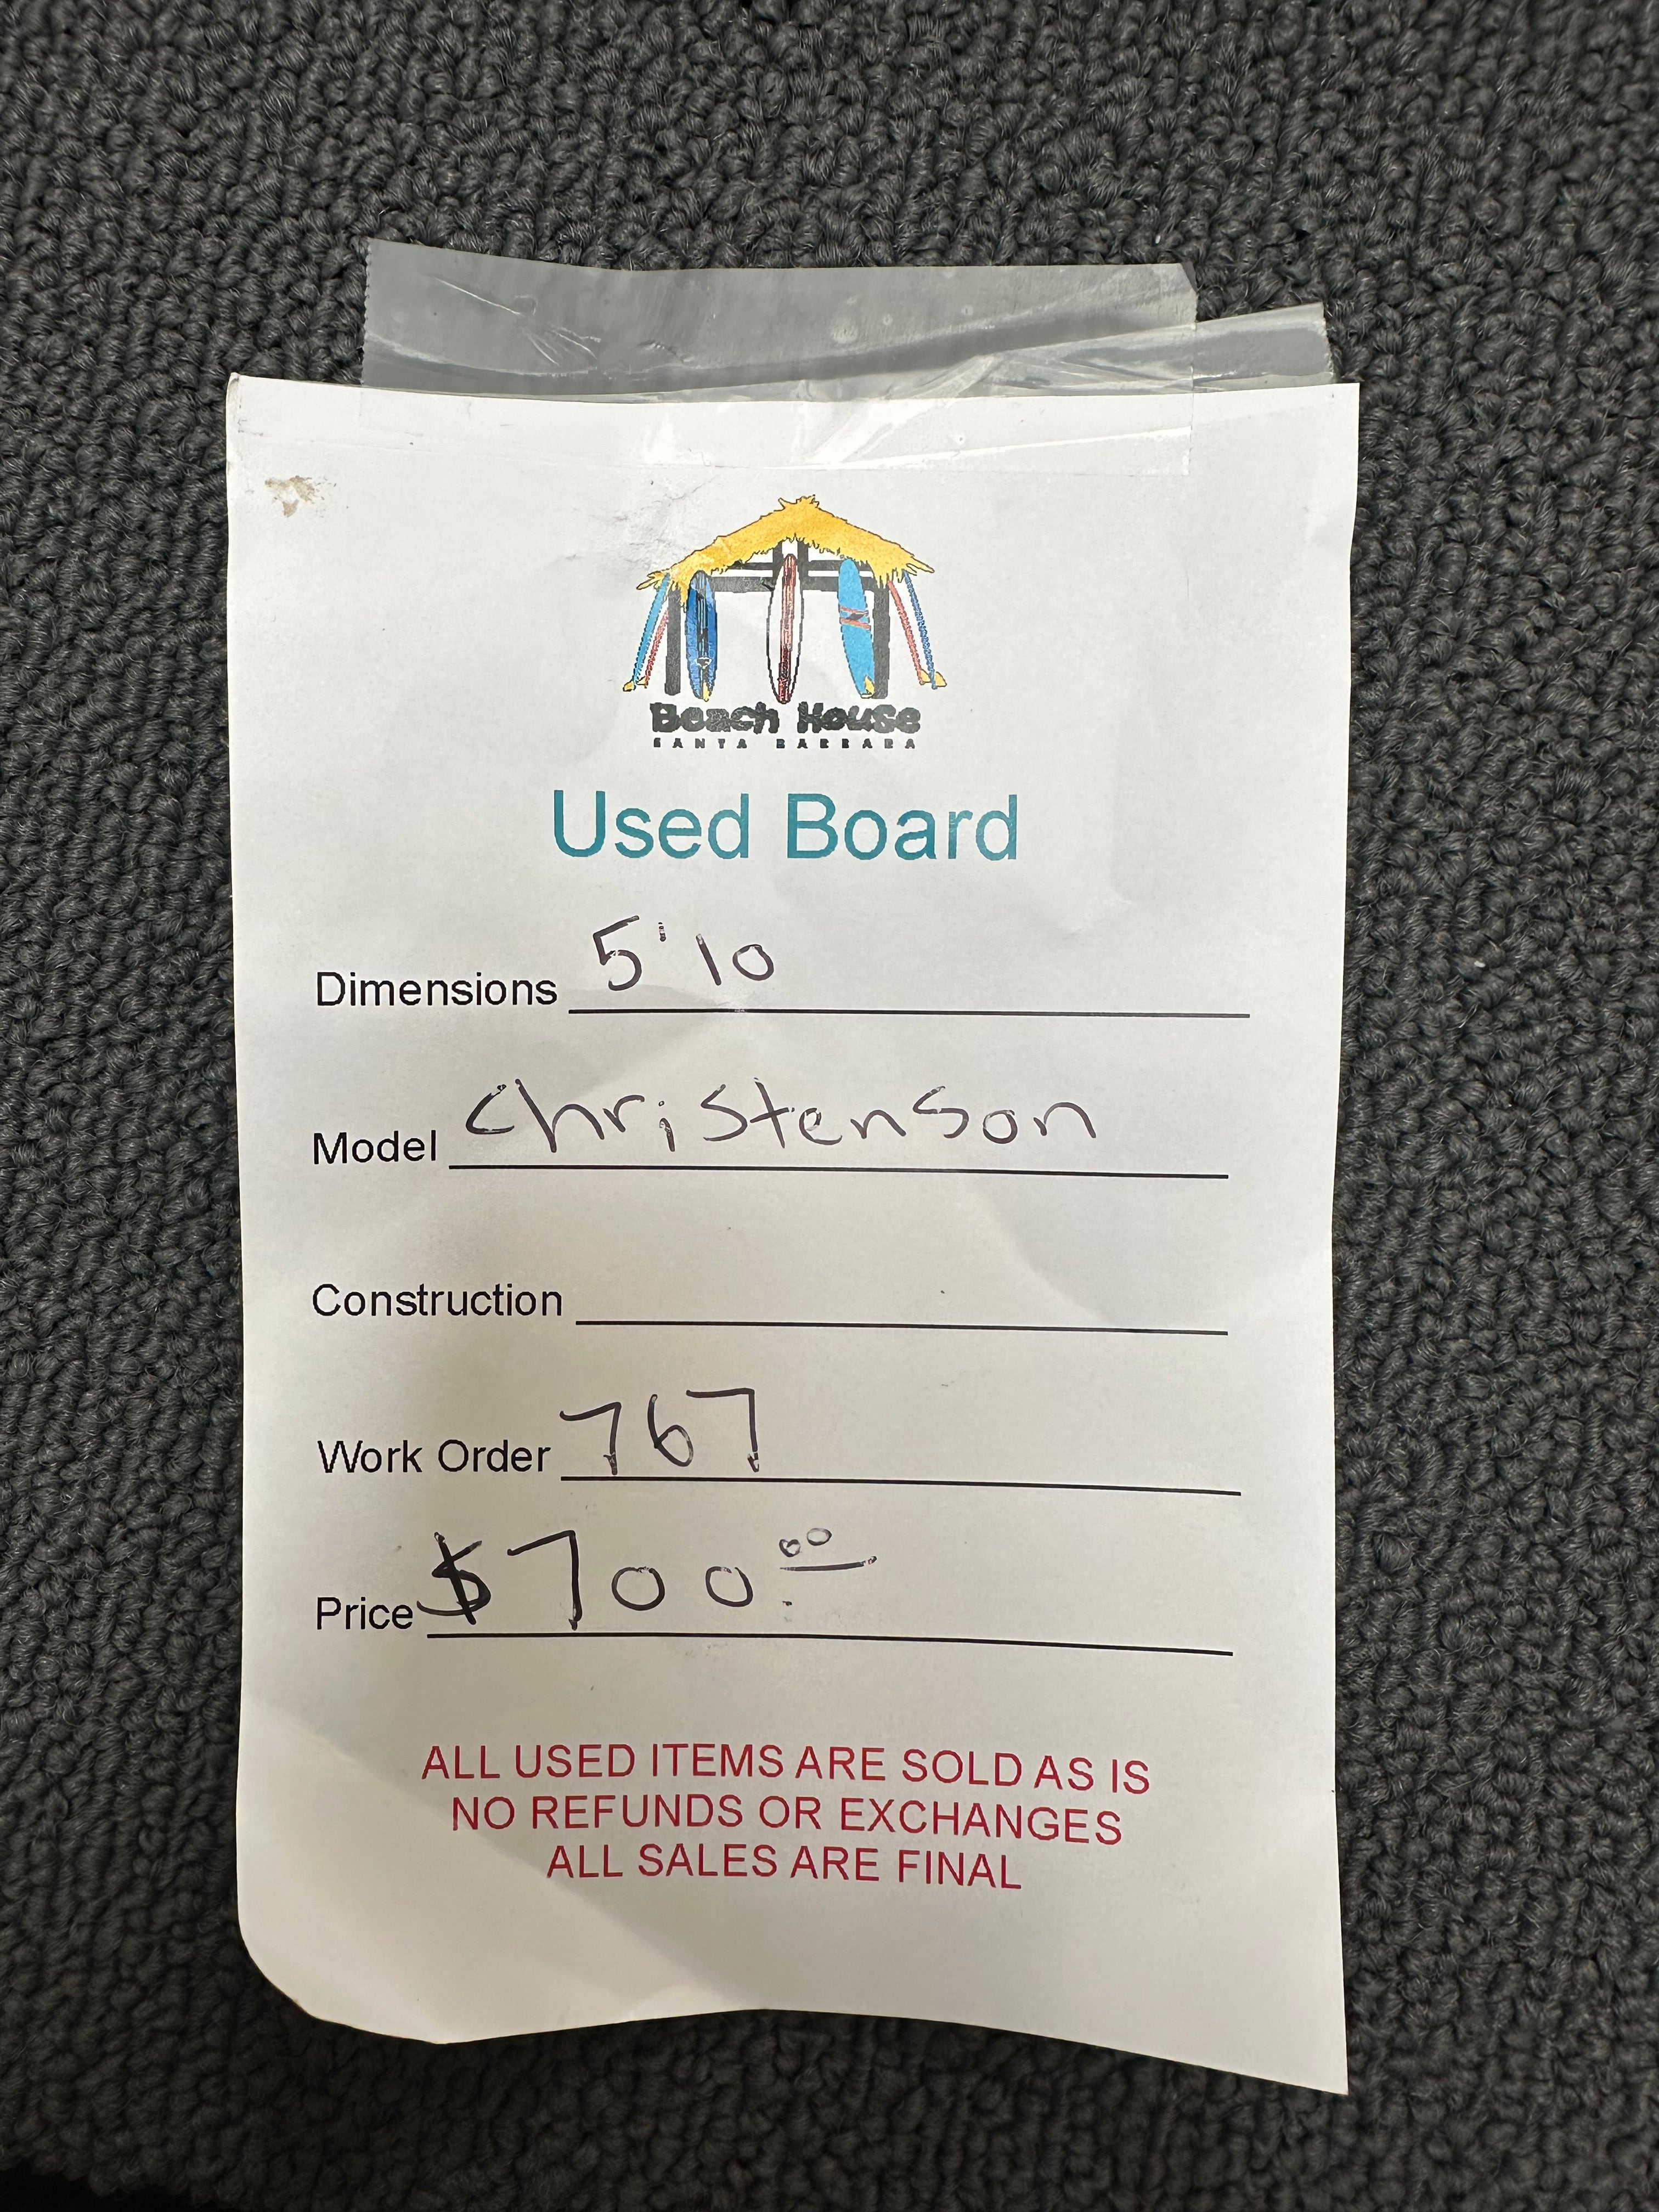 Beach House
SANTA BARBARA
Used Board
Dimensions 5'10
Model Christenson
Construction
Work Order 767
Price $700.00
ALL USED ITEMS ARE SOLD AS IS
NO REFUNDS OR EXCHANGES
ALL SALES ARE FINAL